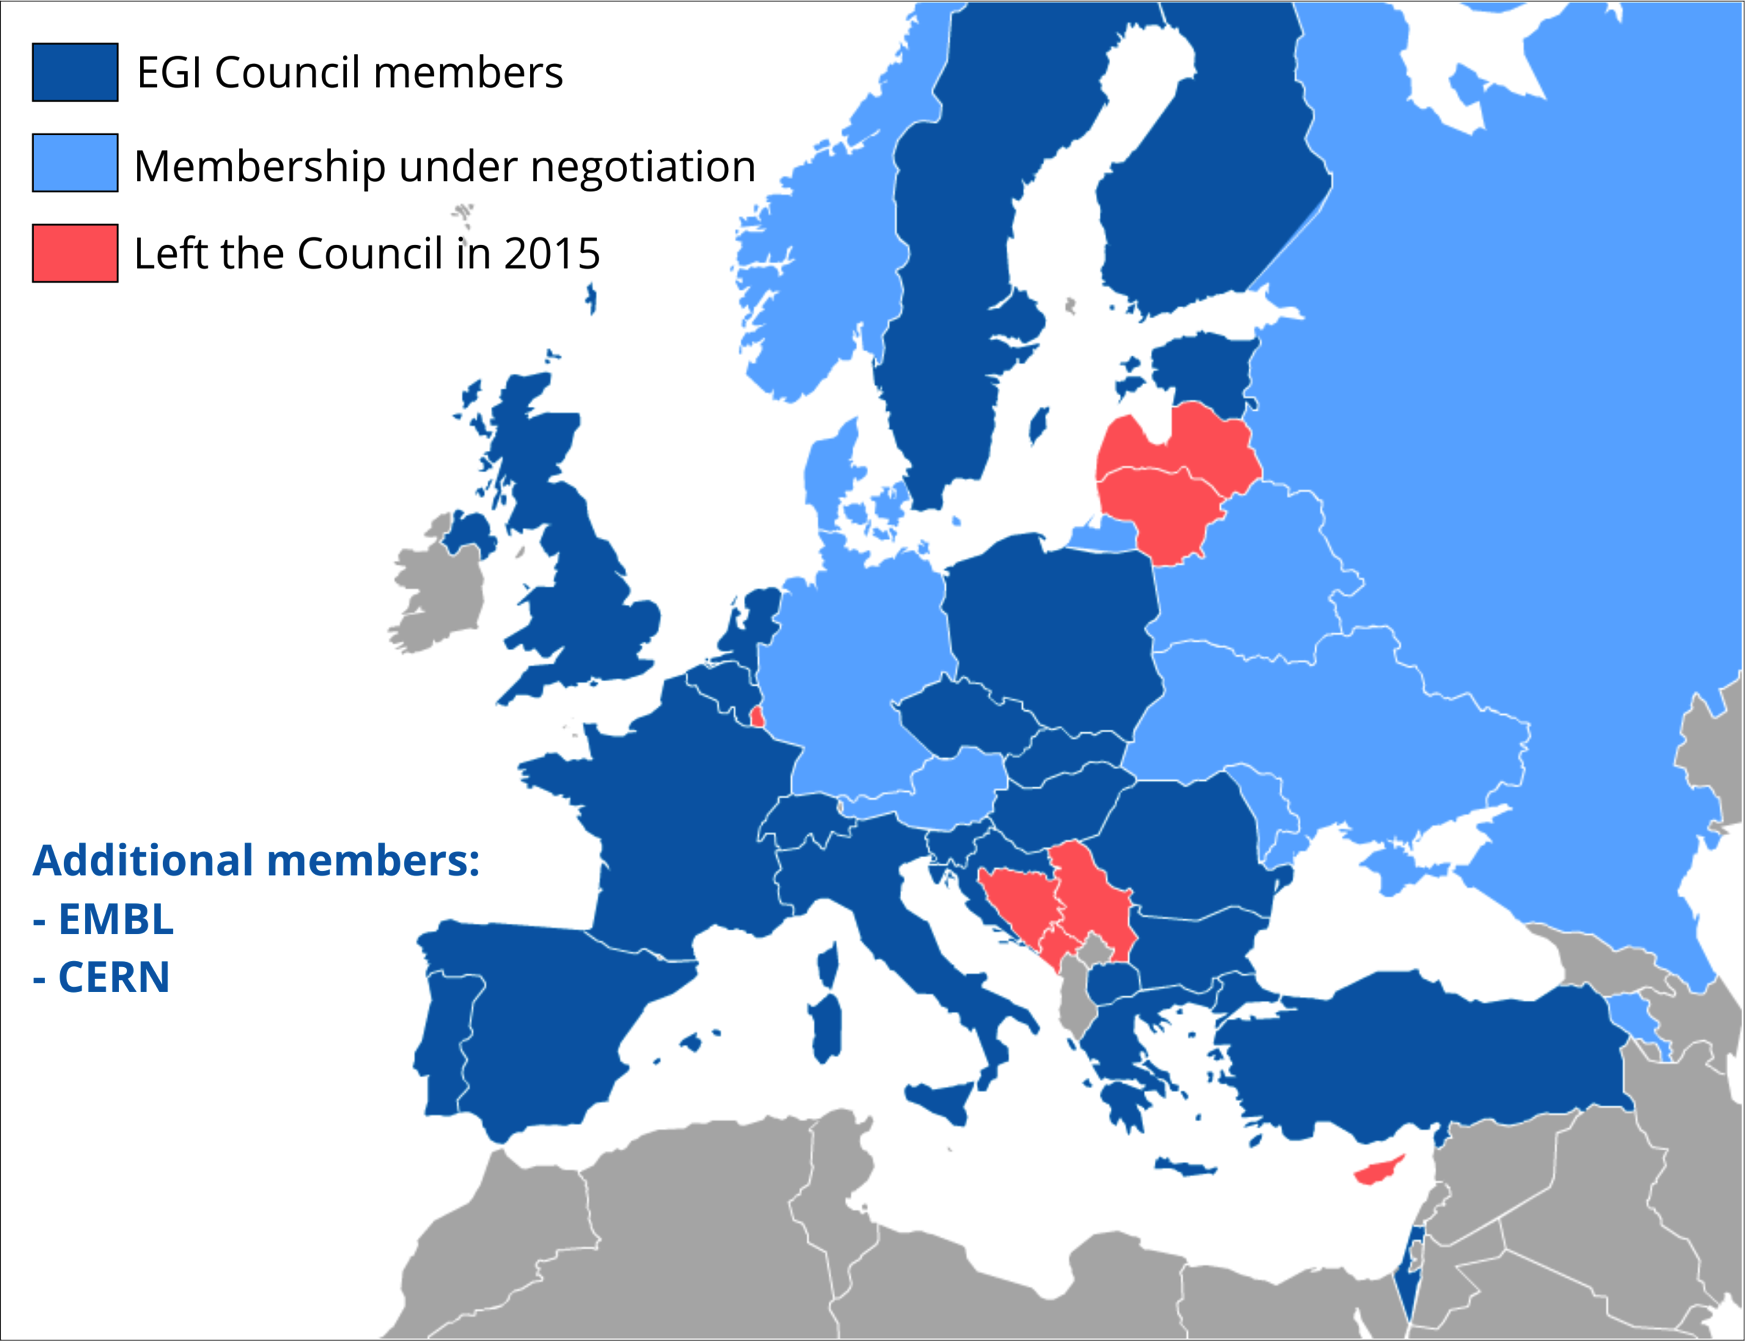 EGI Council members
Membership under negotiation
Left the Council in 2015
Additional members:
- EMBL
- CERN